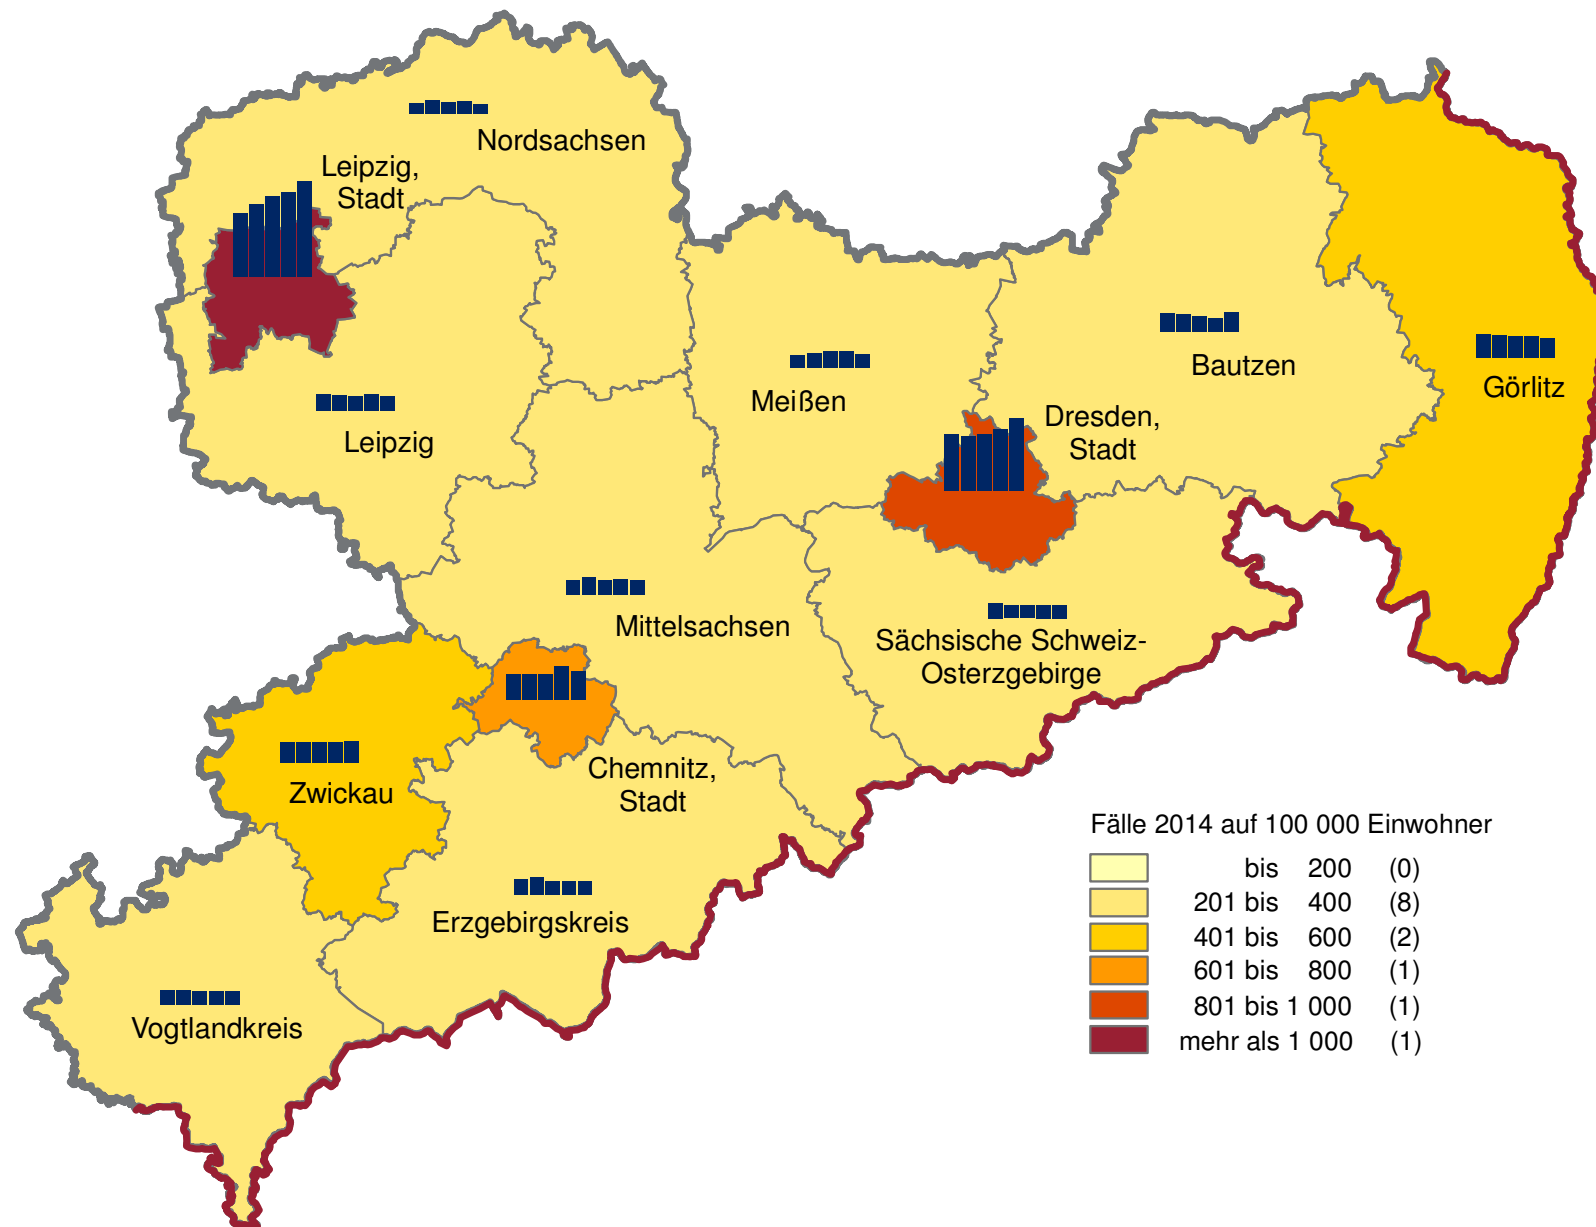 Nordsachsen
Leipzig,
Stadt
Bautzen
Görlitz
Meißen
Dresden,
Stadt
Leipzig
Mittelsachsen
Sächsische Schweiz-
Osterzgebirge
Chemnitz,
Stadt
Zwickau
Erzgebirgskreis
Vogtlandkreis
Fälle 2014 auf 100 000 Einwohner
bis 200 (0)
201 bis 400 (8)
401 bis 600 (2)
601 bis 800 (1)
801 bis 1 000 (1)
mehr als 1 000 (1)